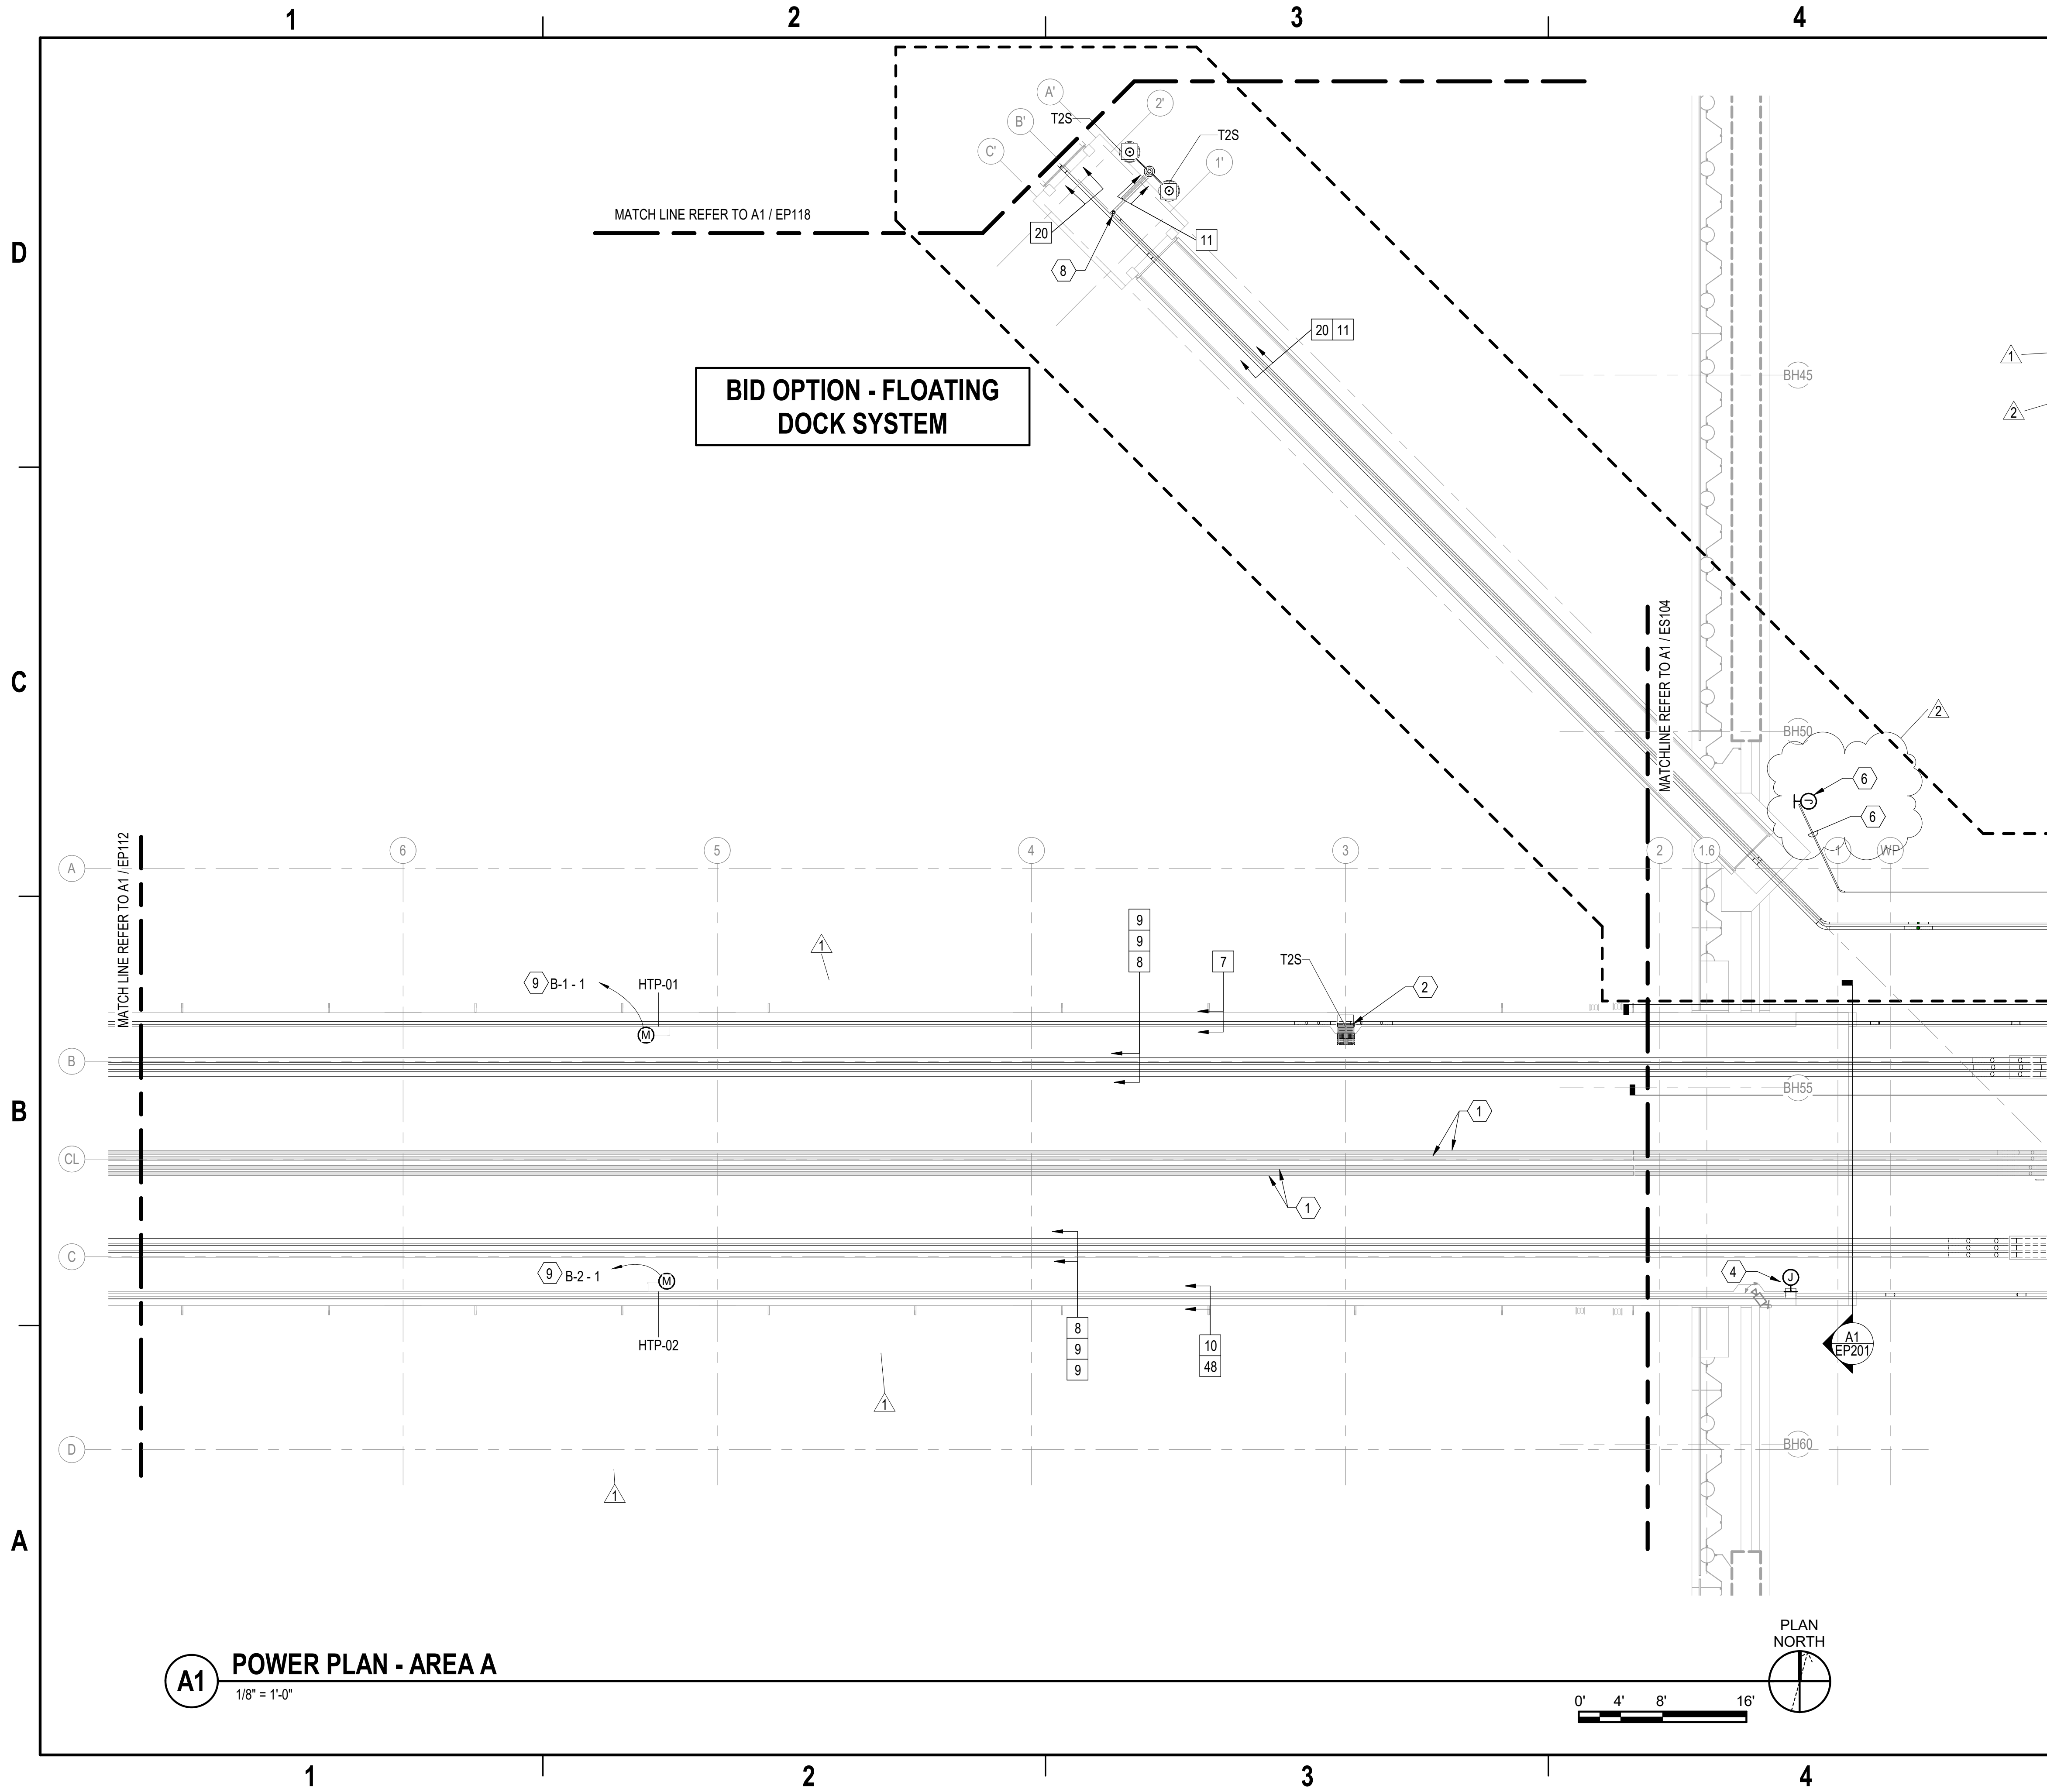 1 2 3 4
A' 2'
B' T2S T2S
C' 1'
MATCH LINE REFER TO A1 / EP118
20 11
D
8
20 11
1
BH45
BID OPTION - FLOATING
DOCK SYSTEM
2
MATCHLINE REFER TO A1 / ES104
C
2
BH50
6
6
MATCH LINE REFER TO A1 / EP112
6 5 4 3 2 1.6 1 WP
A
9
9
8
1
7
T2S
9 B-1 - 1
HTP-01
2
M
B
BH55
B
1
CL
1
C
9 B-2 - 1
M
4
J
J
HTP-02
8
9
9
10
48
A1
EP201
1
D
BH60
1
A
PLAN
NORTH
A1
POWER PLAN - AREA A
1/8" = 1'-0"
0' 4' 8' 16'
1 2 3 4